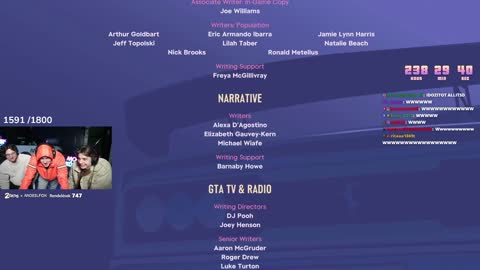 Associate Writer: In-Game Copy
Joe Williams
Writers: Population
Arthur Goldbart
Eric Armando Ibarra
Jamie Lynn Harris
Jeff Topolski
Lilah Taber
Natalie Beach
Nick Brooks
Ronald Metellus
Writing Support
Freya McGillivray
NARRATIVE
Writers
Alexa D'Agostino
Elizabeth Gauvey-Kern
Michael Wiafe
Writing Support
Barnaby Howe
GTA TV & RADIO
Writing Directors
DJ Pooh
Joey Henson
Senior Writers
Aaron McGruder
Roger Drew
Luke Turton
238 29 40
1591 /1800
747